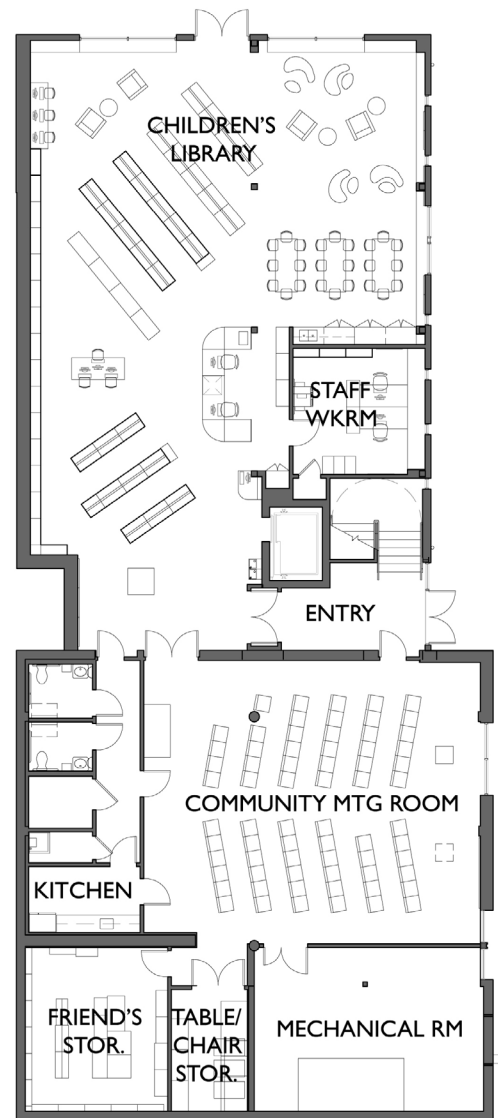 CHILDREN'S
LIBRARY
STAFF
WKRM
ENTRY
COMMUNITY MTG ROOM
KITCHEN
FRIEND'S
STOR.
TABLE/
CHAIR
STOR.
MECHANICAL RM